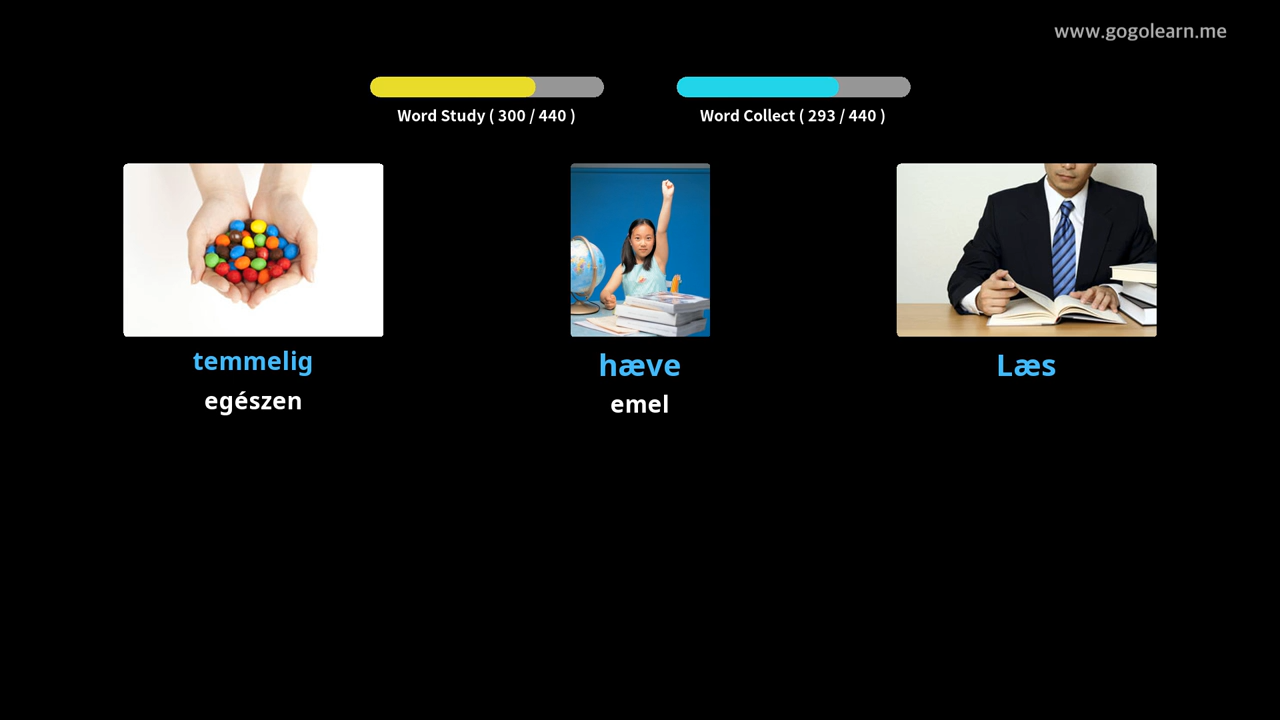 www.gogolearn.me
Word Study ( 300 / 440 )
Word Collect ( 293 / 440 )
temmelig
egészen
hæve
emel
Læs